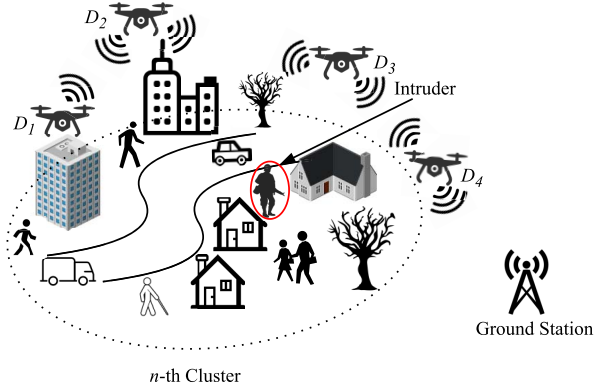 D₂
D₃
Intruder
D₁
D₄
Ground Station
n-th Cluster